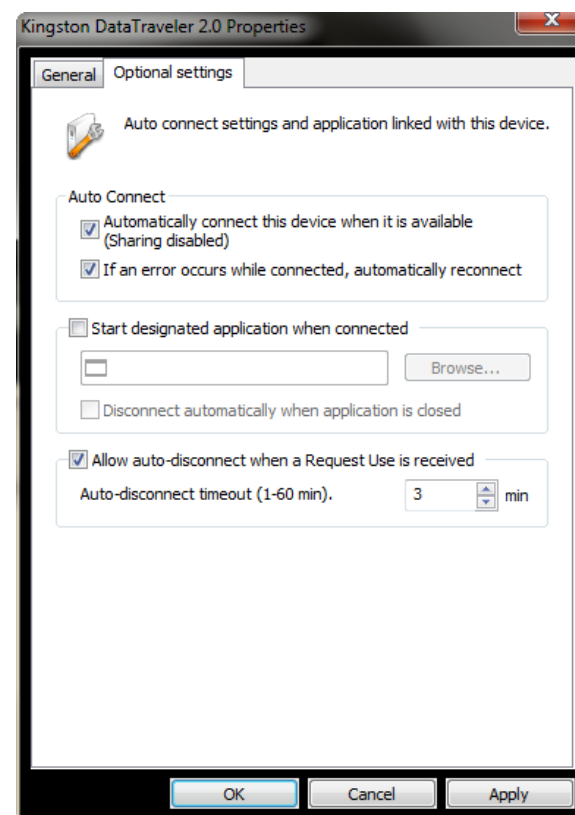 Kingston DataTraveler 2.0 Properties
General
Optional settings
Auto connect settings and application linked with this device.
Auto Connect
Automatically connect this device when it is available
(Sharing disabled)
If an error occurs while connected, automatically reconnect
Start designated application when connected
Browse...
Disconnect automatically when application is closed
Allow auto-disconnect when a Request Use is received
Auto-disconnect timeout (1-60 min). 3 min
OK Cancel Apply